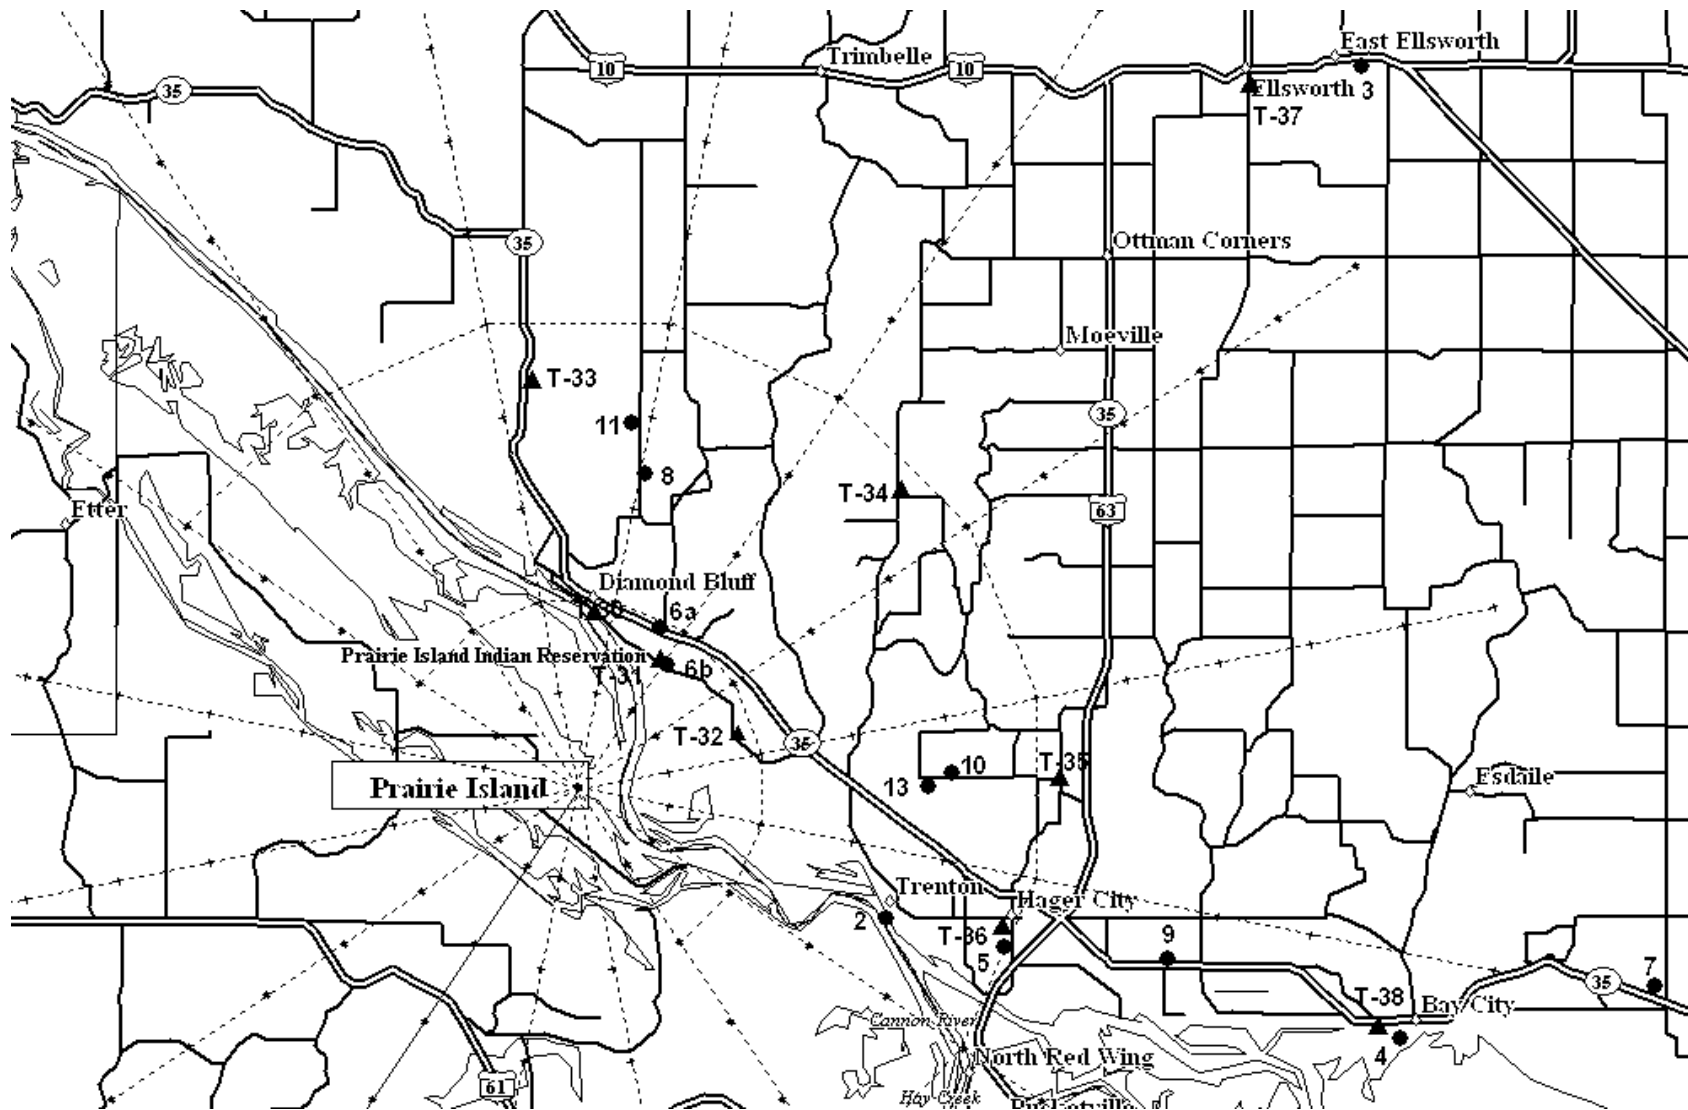 East Ellsworth
Trimbelle
10
10
35
Ellsworth 3
T-37
35
Ottman Corners
Moeville
T-33
35
11
8
T-34
63
Etter
Diamond Bluff
T-30
6a
Prairie Island Indian Reservation
6b
T-31
T-32
35
T-35
10
13
Esdaile
Prairie Island
Trenton
Hager City
2
T-36
9
5
7
35
T-38
Bay City
Cannon River
4
North Red Wing
61
Hay Creek